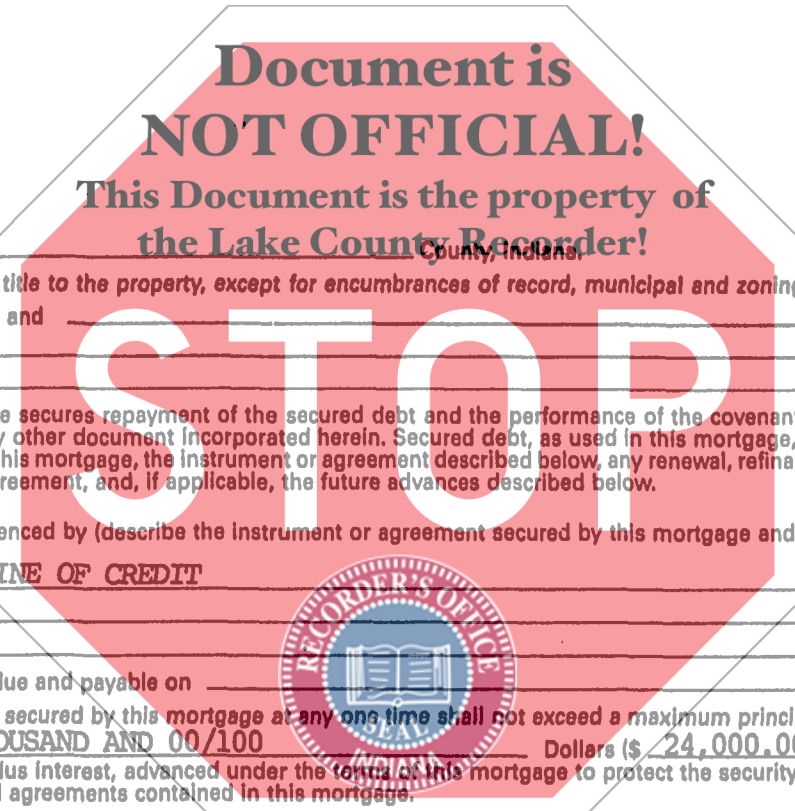 Document is
NOT OFFICIAL!
This Document is the property of
the Lake County Recorder!
County, Indiana.
title to the property, except for encumbrances of record, municipal and zoning
and
STOP
e secures repayment of the secured debt and the performance of the covenan
y other document incorporated herein. Secured debt, as used in this mortgage,
his mortgage, the instrument or agreement described below, any renewal, refina
reement, and, if applicable, the future advances described below.
enced by (describe the instrument or agreement secured by this mortgage and
INE OF CREDIT
RECORDER'S OFFICE
SEAL
INDIANA
lue and payable on
secured by this mortgage at any one time shall not exceed a maximum princi
OUSAND AND 00/100 Dollars ($ 24,000.00
lus interest, advanced under the terms of this mortgage to protect the security
l agreements contained in this mortgage.